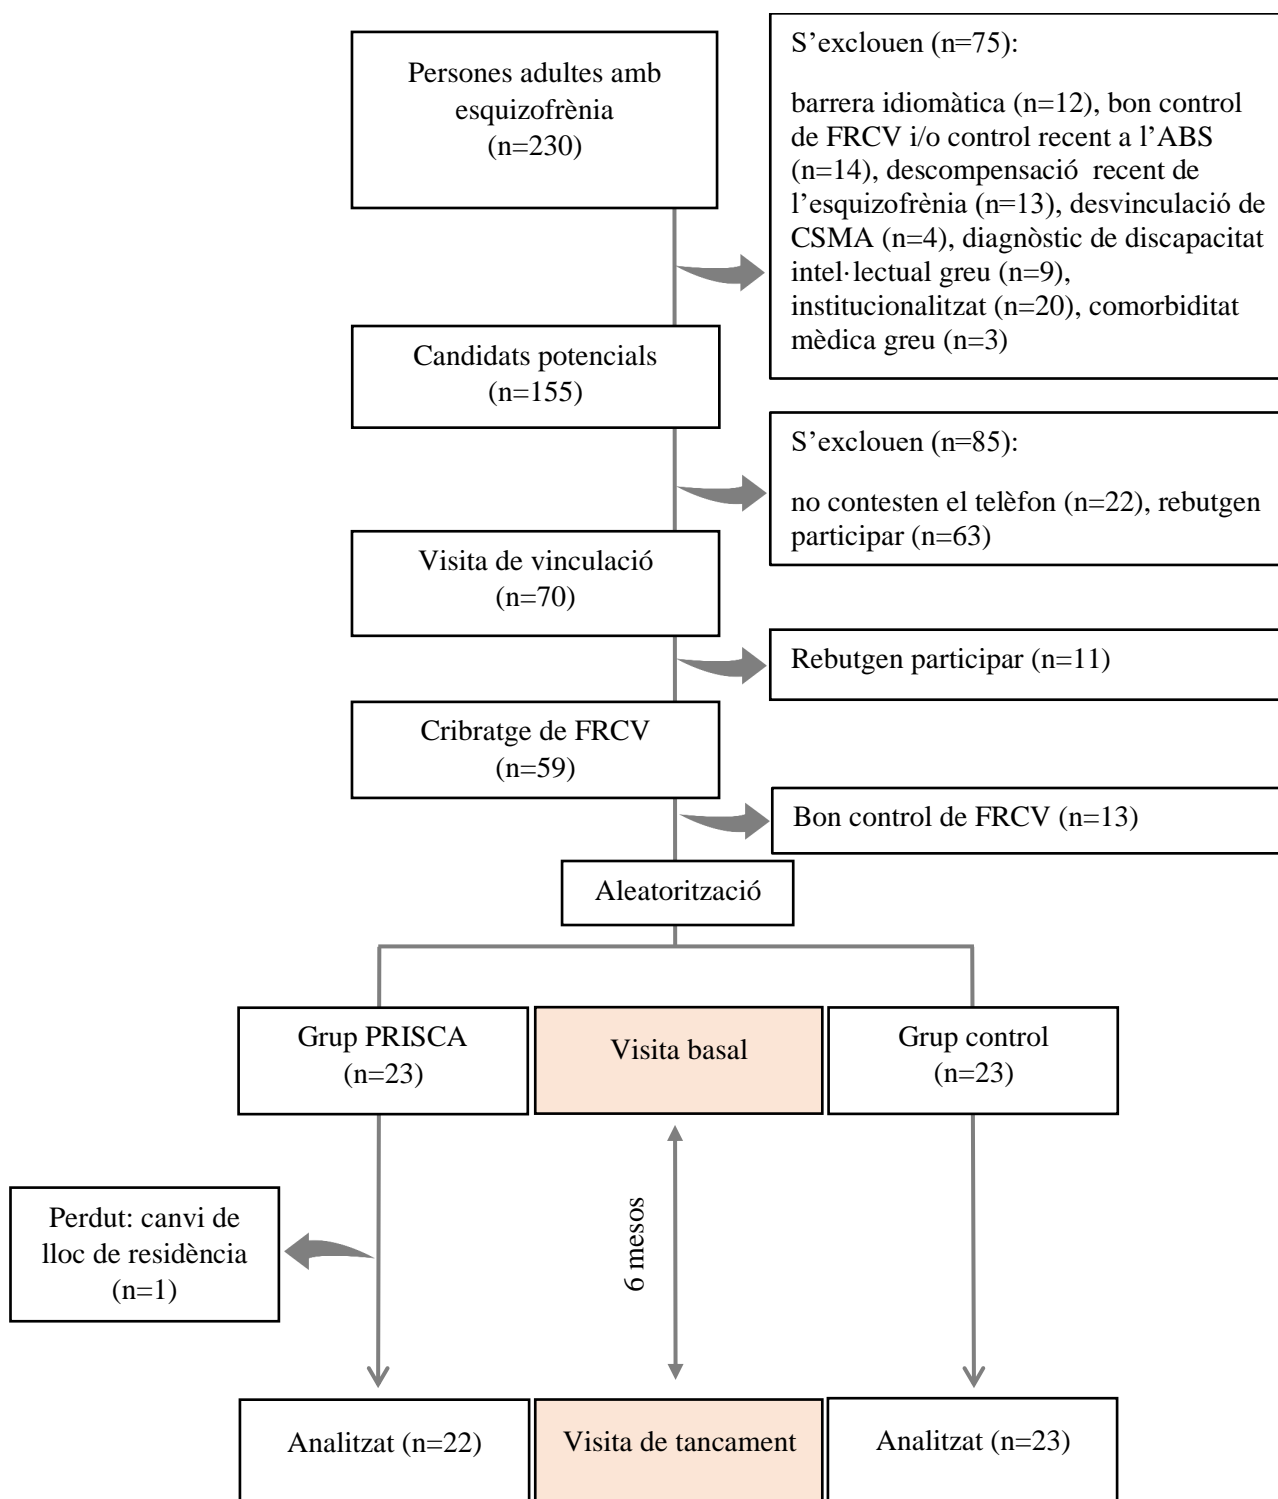 Persones adultes amb
esquizofrènia
(n=230)
S’exclouen (n=75):
barrera idiomàtica (n=12), bon control
de FRCV i/o control recent a l’ABS
(n=14), descompensació  recent de
l’esquizofrènia (n=13), desvinculació de
CSMA (n=4), diagnòstic de discapacitat
intel·lectual greu (n=9),
institucionalitzat (n=20), comorbiditat
mèdica greu (n=3)
Candidats potencials
(n=155)
S’exclouen (n=85):
no contesten el telèfon (n=22), rebutgen
participar (n=63)
Visita de vinculació
(n=70)
Rebutgen participar (n=11)
Cribratge de FRCV
(n=59)
Bon control de FRCV (n=13)
Aleatorització
Grup PRISCA
(n=23)
Visita basal
Grup control
(n=23)
Perdut: canvi de
lloc de residència
(n=1)
6 mesos
Analitzat (n=22)
Visita de tancament
Analitzat (n=23)